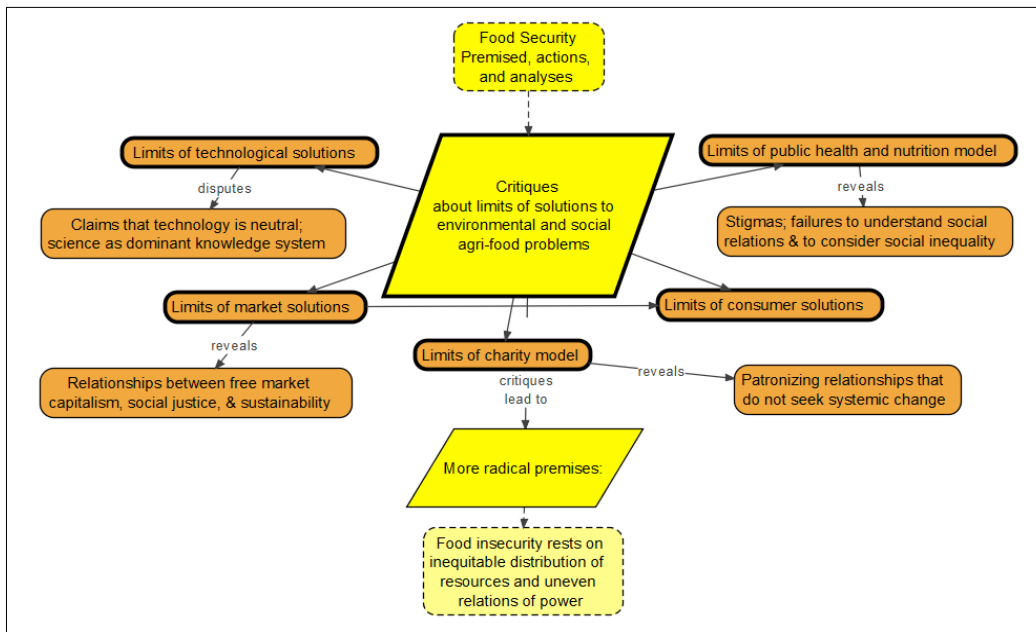 Food Security
Premised, actions,
and analyses
Limits of technological solutions
Limits of public health and nutrition model
disputes
reveals
Critiques
about limits of solutions to
environmental and social
agri-food problems
Claims that technology is neutral;
science as dominant knowledge system
Stigmas; failures to understand social
relations & to consider social inequality
Limits of market solutions
Limits of consumer solutions
reveals
Limits of charity model
Relationships between free market
capitalism, social justice, & sustainability
reveals
Patronizing relationships that
do not seek systemic change
critiques
lead to
More radical premises:
Food insecurity rests on
inequitable distribution of
resources and uneven
relations of power